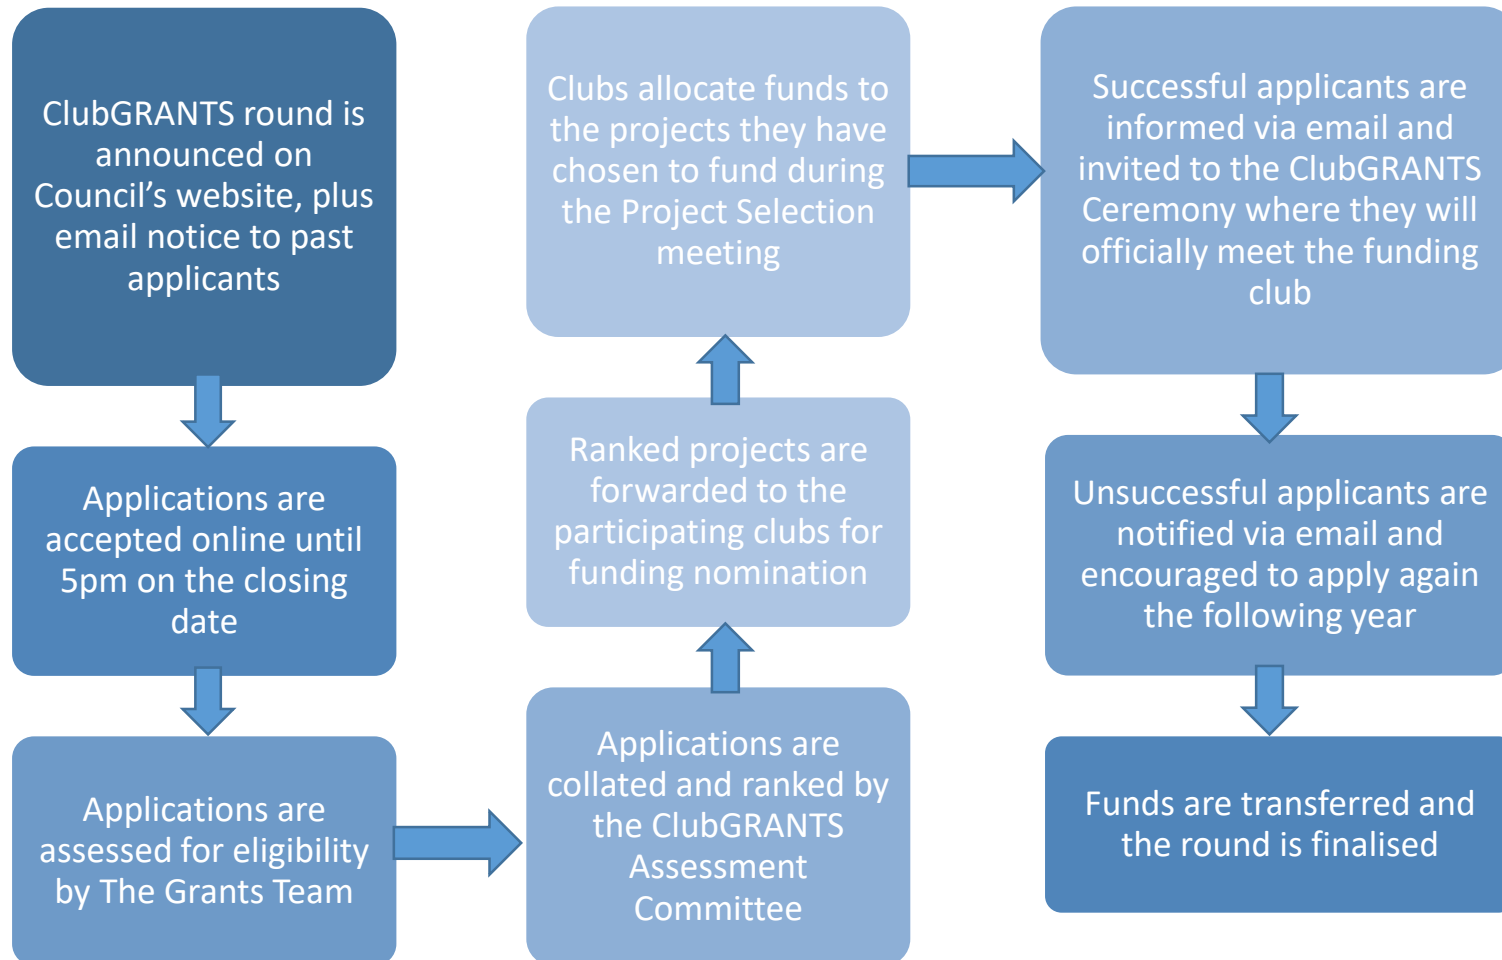 ClubGRANTS round is
announced on
Council’s website, plus
email notice to past
applicants
Applications are
accepted online until
5pm on the closing
date
Applications are
assessed for eligibility
by The Grants Team
Applications are
collated and ranked by
the ClubGRANTS
Assessment
Committee
Ranked projects are
forwarded to the
participating clubs for
funding nomination
Clubs allocate funds to
the projects they have
chosen to fund during
the Project Selection
meeting
Successful applicants are
informed via email and
invited to the ClubGRANTS
Ceremony where they will
officially meet the funding
club
Unsuccessful applicants are
notified via email and
encouraged to apply again
the following year
Funds are transferred and
the round is finalised